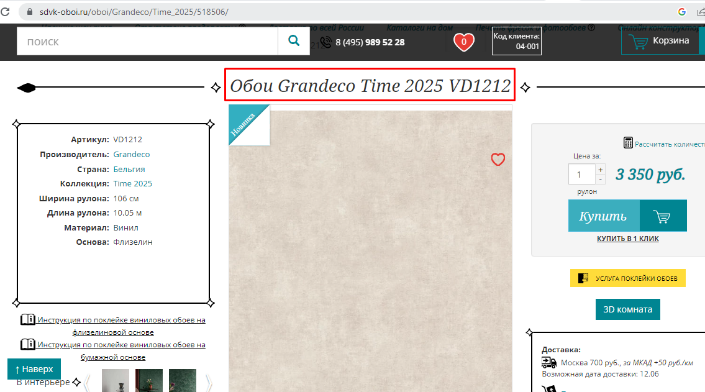 sdvk-oboi.ru/oboi/Grandeco/Time_2025/518506/
поиск
8 (495) 989 52 28
0
Код клиента:
04-001
Корзина
Обои Grandeco Time 2025 VD1212
Артикул: VD1212
Производитель: Grandeco
Страна: Бельгия
Коллекция: Time 2025
Ширина рулона: 106 см
Длина рулона: 10.05 м
Материал: Винил
Основа: Флизелин
Инструкция по поклейке виниловых обоев на
флизелиновой основе
Инструкция по поклейке виниловых обоев на
бумажной основе
↑ Наверх
В интерьере
Новинка
Рассчитать количест
Цена за:
1
+
-
рулон
3 350 руб.
Купить
КУПИТЬ В 1 КЛИК
УСЛУГА ПОКЛЕЙКИ ОБОЕВ
3D комната
Доставка:
Москва 700 руб., за МКАД +50 руб./км
Возможная дата доставки: 12.06